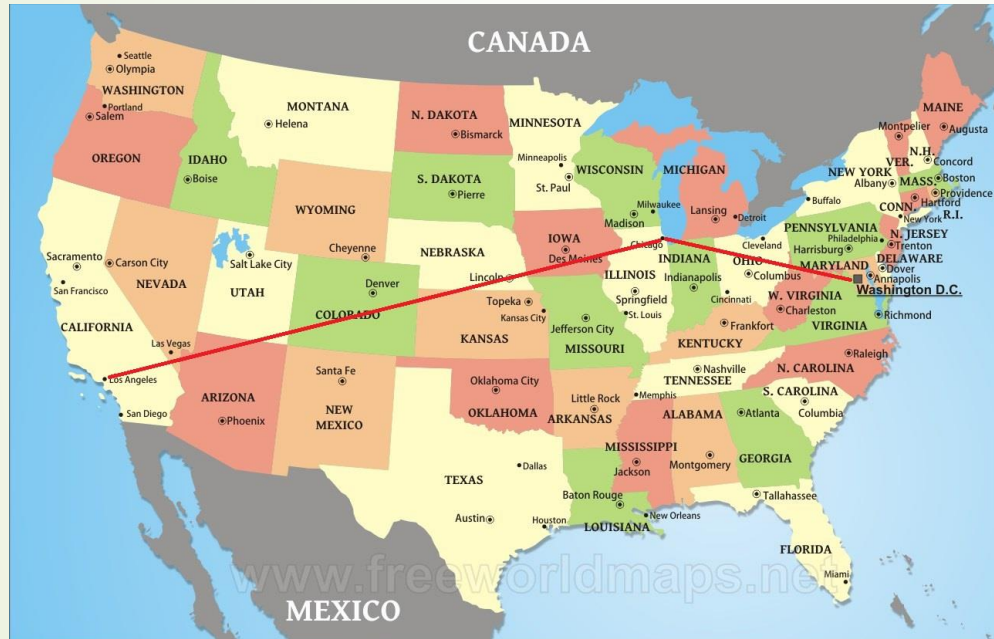 CANADA
Seattle
Olympia
WASHINGTON
Portland
Salem
OREGON
IDAHO
Boise
MONTANA
Helena
N. DAKOTA
Bismarck
MINNESOTA
Minneapolis
St. Paul
S. DAKOTA
Pierre
WISCONSIN
Madison
Milwaukee
MICHIGAN
Lansing
Detroit
MAINE
Augusta
Montpelier
VER.
N.H.
Concord
NEW YORK
Albany
MASS.
Boston
Providence
Hartford
CONN.
R.I.
New York
Buffalo
PENNSYLVANIA
Philadelphia
Harrisburg
N. JERSEY
Trenton
MARYLAND
DELAWARE
Dover
Annapolis
Washington D.C.
WYOMING
Cheyenne
NEBRASKA
Lincoln
IOWA
Des Moines
Chicago
ILLINOIS
Springfield
INDIANA
Indianapolis
OHIO
Cleveland
Columbus
Cincinnati
W. VIRGINIA
Charleston
VIRGINIA
Richmond
Sacramento
San Francisco
Carson City
NEVADA
Salt Lake City
UTAH
Denver
COLORADO
Topeka
Kansas City
KANSAS
St. Louis
Jefferson City
MISSOURI
KENTUCKY
Frankfort
CALIFORNIA
Las Vegas
Los Angeles
San Diego
ARIZONA
Phoenix
Santa Fe
NEW
MEXICO
Oklahoma City
OKLAHOMA
Little Rock
ARKANSAS
Memphis
Nashville
TENNESSEE
N. CAROLINA
Raleigh
S. CAROLINA
Columbia
ALABAMA
Montgomery
Atlanta
GEORGIA
MISSISSIPPI
Jackson
TEXAS
Dallas
Austin
Houston
Baton Rouge
LOUISIANA
New Orleans
Tallahassee
FLORIDA
Miami
www.freeworldmaps.net
MEXICO